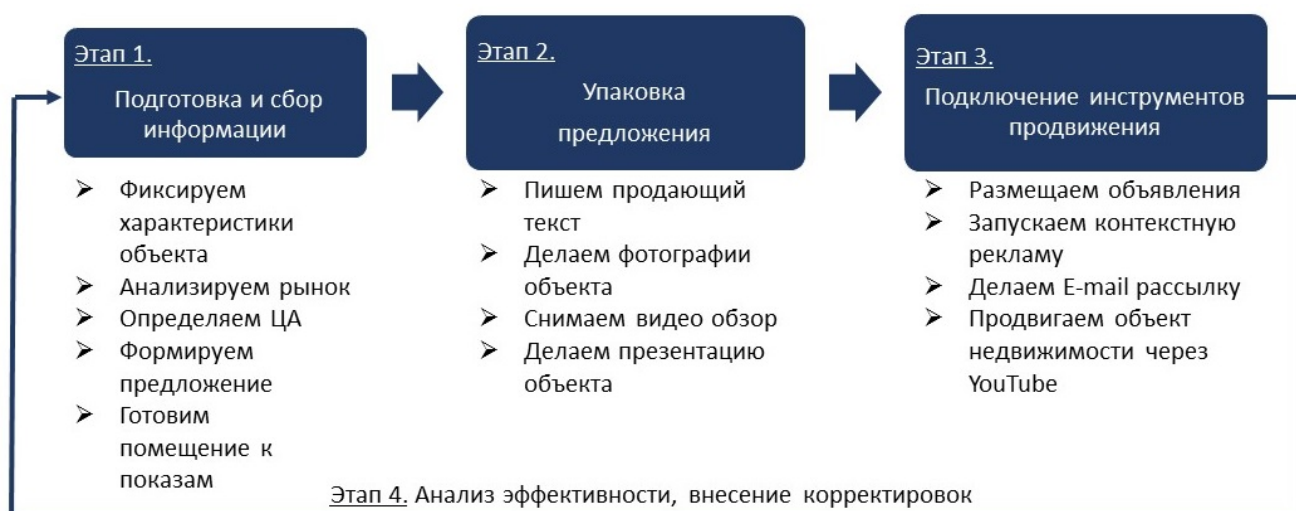 Этап 1.
Подготовка и сбор
информации
Фиксируем
характеристики
объекта
Анализируем рынок
Определяем ЦА
Формируем
предложение
Готовим
помещение к
показам
Этап 2.
Упаковка
предложения
Пишем продающий
текст
Делаем фотографии
объекта
Снимаем видео обзор
Делаем презентацию
объекта
Этап 3.
Подключение инструментов
продвижения
Размещаем объявления
Запускаем контекстную
рекламу
Делаем E-mail рассылку
Продвигаем объект
недвижимости через
YouTube
Этап 4. Анализ эффективности, внесение корректировок